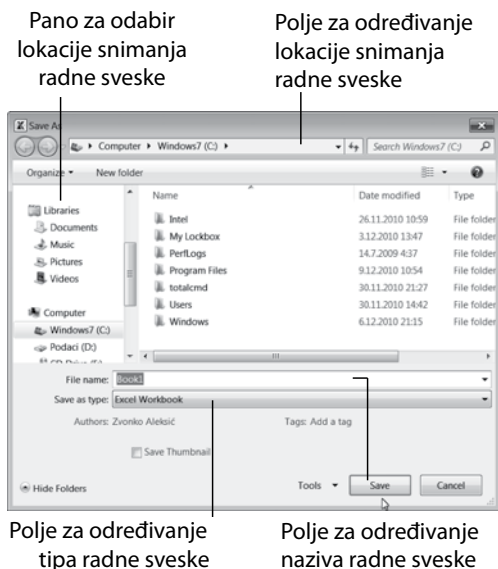 Pano za odabir
lokacije snimanja
radne sveske
Polje za određivanje
lokacije snimanja
radne sveske
Save As
Computer Windows7 (C:)
Search Windows7 (C:)
Organize New folder
Name Date modified Type
Libraries
Documents
Music
Pictures
Videos
Computer
Windows7 (C:)
Podaci (D:)
Intel 26.11.2010 10:59 File folder
My Lockbox 3.12.2010 13:47 File folder
PerfLogs 14.7.2009 4:37 File folder
Program Files 9.12.2010 10:54 File folder
totalcmd 30.11.2010 21:27 File folder
Users 30.11.2010 14:42 File folder
Windows 6.12.2010 21:15 File folder
File name: Book1
Save as type: Excel Workbook
Authors: Zvonko Aleksić Tags: Add a tag
Save Thumbnail
Hide Folders Tools Save Cancel
Polje za određivanje
tipa radne sveske
Polje za određivanje
naziva radne sveske